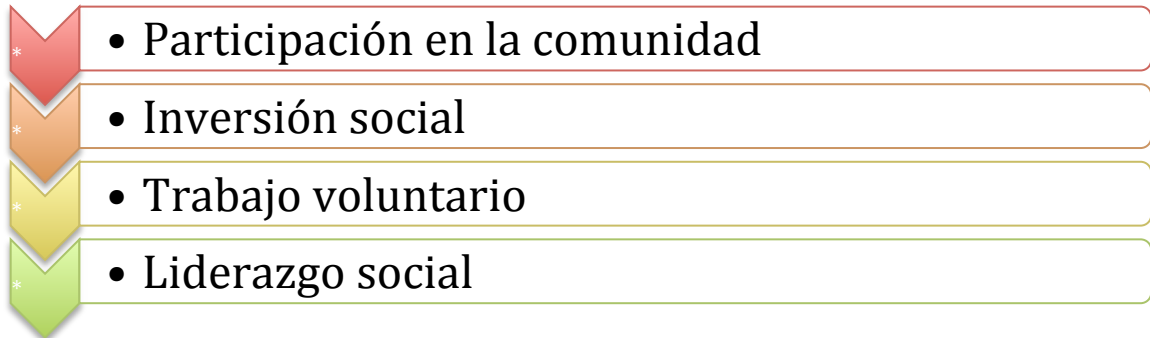 * • Participación en la comunidad
* • Inversión social
* • Trabajo voluntario
* • Liderazgo social